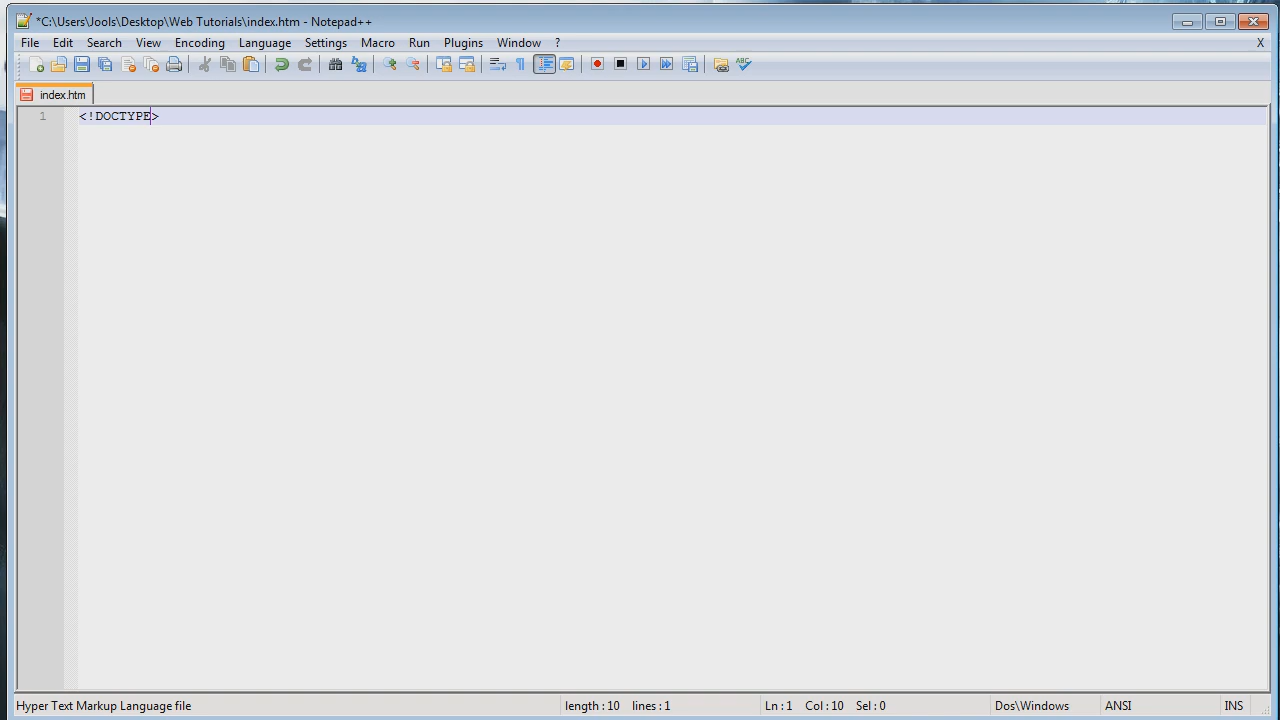 *C:\Users\Jools\Desktop\Web Tutorials\index.htm - Notepad++
File Edit Search View Encoding Language Settings Macro Run Plugins Window ? X
index.htm
1 <!DOCTYPE>
Hyper Text Markup Language file length : 10 lines : 1 Ln : 1 Col : 10 Sel : 0 Dos\Windows ANSI INS